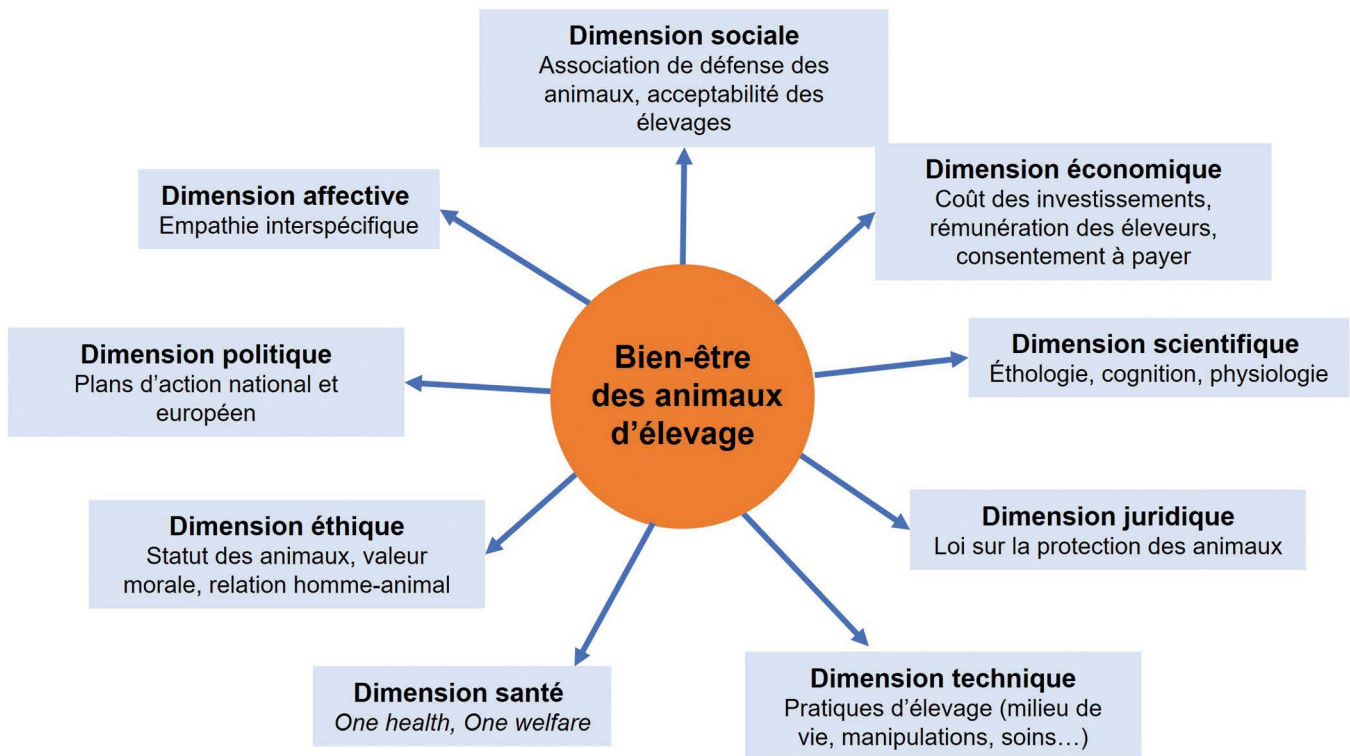 Dimension sociale
Association de défense des
animaux, acceptabilité des
élevages
Dimension économique
Coût des investissements,
rémunération des éleveurs,
consentement à payer
Dimension affective
Empathie interspécifique
Dimension scientifique
Éthologie, cognition, physiologie
Dimension politique
Plans d’action national et
européen
Bien-être
des animaux
d’élevage
Dimension juridique
Loi sur la protection des animaux
Dimension éthique
Statut des animaux, valeur
morale, relation homme-animal
Dimension technique
Pratiques d’élevage (milieu de
vie, manipulations, soins…)
Dimension santé
One health, One welfare